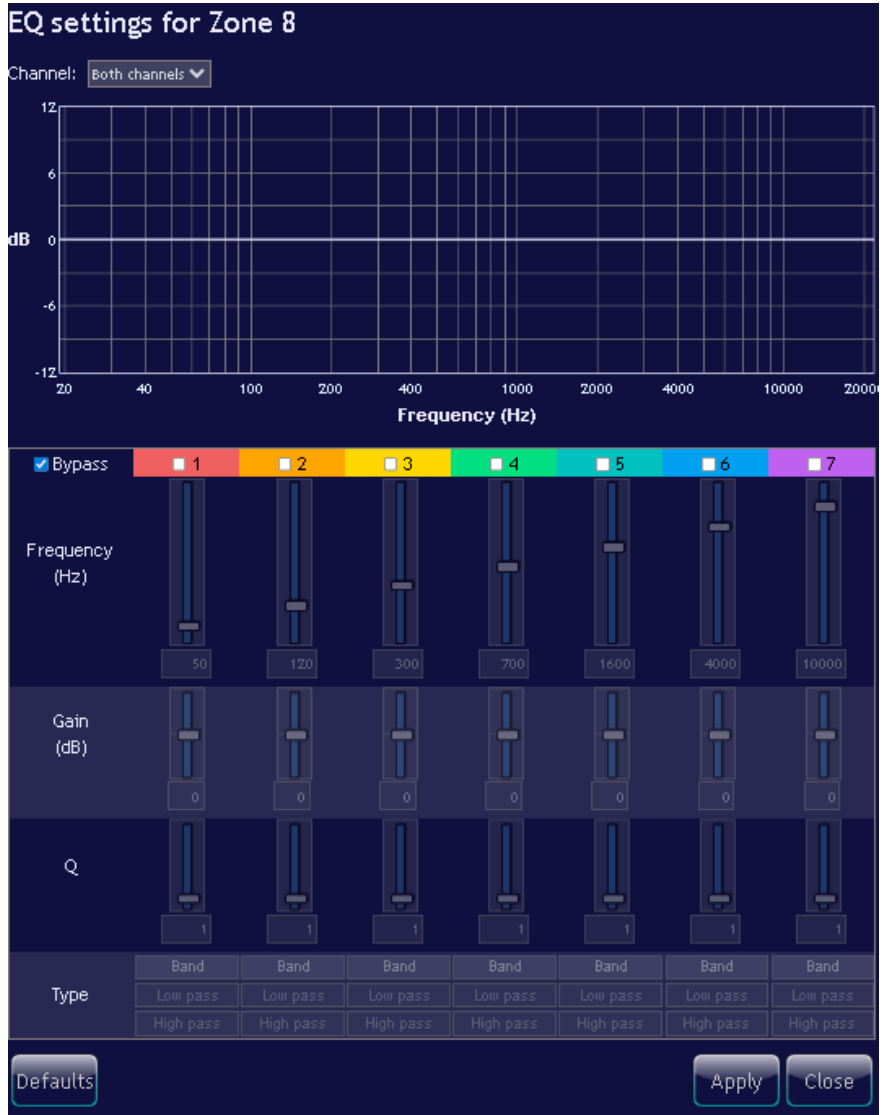 EQ settings for Zone 8
Channel: Both channels
12
6
dB 0
-6
-12
20 40 100 200 400 1000 2000 4000 10000 2000
Frequency (Hz)
Bypass 1 2 3 4 5 6 7
Frequency
(Hz)
50 120 300 700 1600 4000 10000
Gain
(dB)
0 0 0 0 0 0 0
Q
1 1 1 1 1 1 1
Band Band Band Band Band Band Band
Type Low pass Low pass Low pass Low pass Low pass Low pass Low pass
High pass High pass High pass High pass High pass High pass High pass
Defaults Apply Close